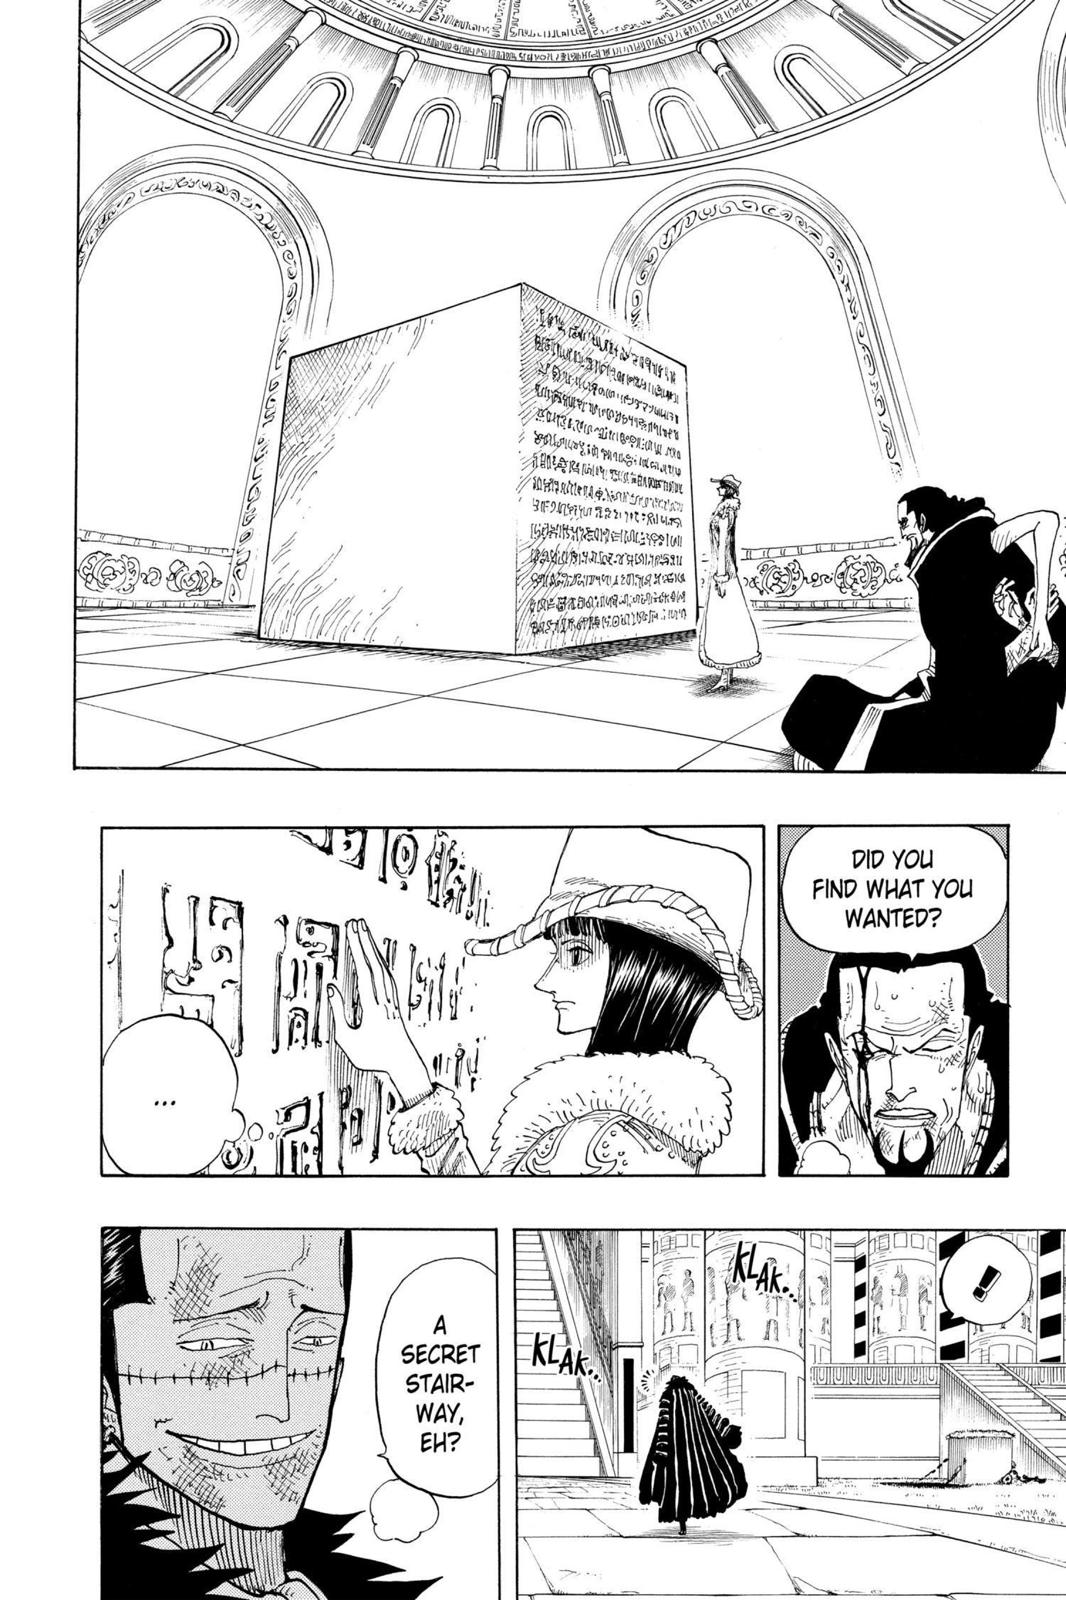 DID YOU
FIND WHAT YOU
WANTED?
...
!
KLAK...
KLAK...
A
SECRET
STAIR-
WAY,
EH?